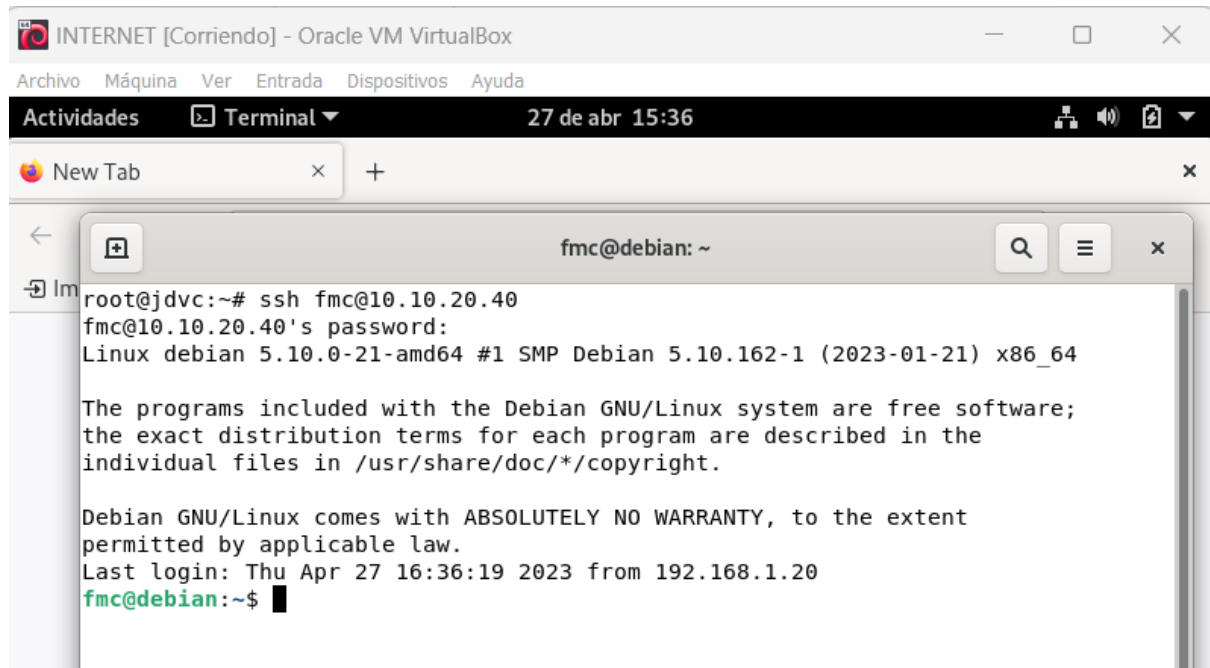 INTERNET [Corriendo] - Oracle VM VirtualBox
Archivo Máquina Ver Entrada Dispositivos Ayuda
Actividades Terminal 27 de abr 15:36
New Tab
fmc@debian: ~
Im
root@jdvc:~# ssh fmc@10.10.20.40
fmc@10.10.20.40's password:
Linux debian 5.10.0-21-amd64 #1 SMP Debian 5.10.162-1 (2023-01-21) x86_64
The programs included with the Debian GNU/Linux system are free software;
the exact distribution terms for each program are described in the
individual files in /usr/share/doc/*/copyright.
Debian GNU/Linux comes with ABSOLUTELY NO WARRANTY, to the extent
permitted by applicable law.
Last login: Thu Apr 27 16:36:19 2023 from 192.168.1.20
fmc@debian:~$